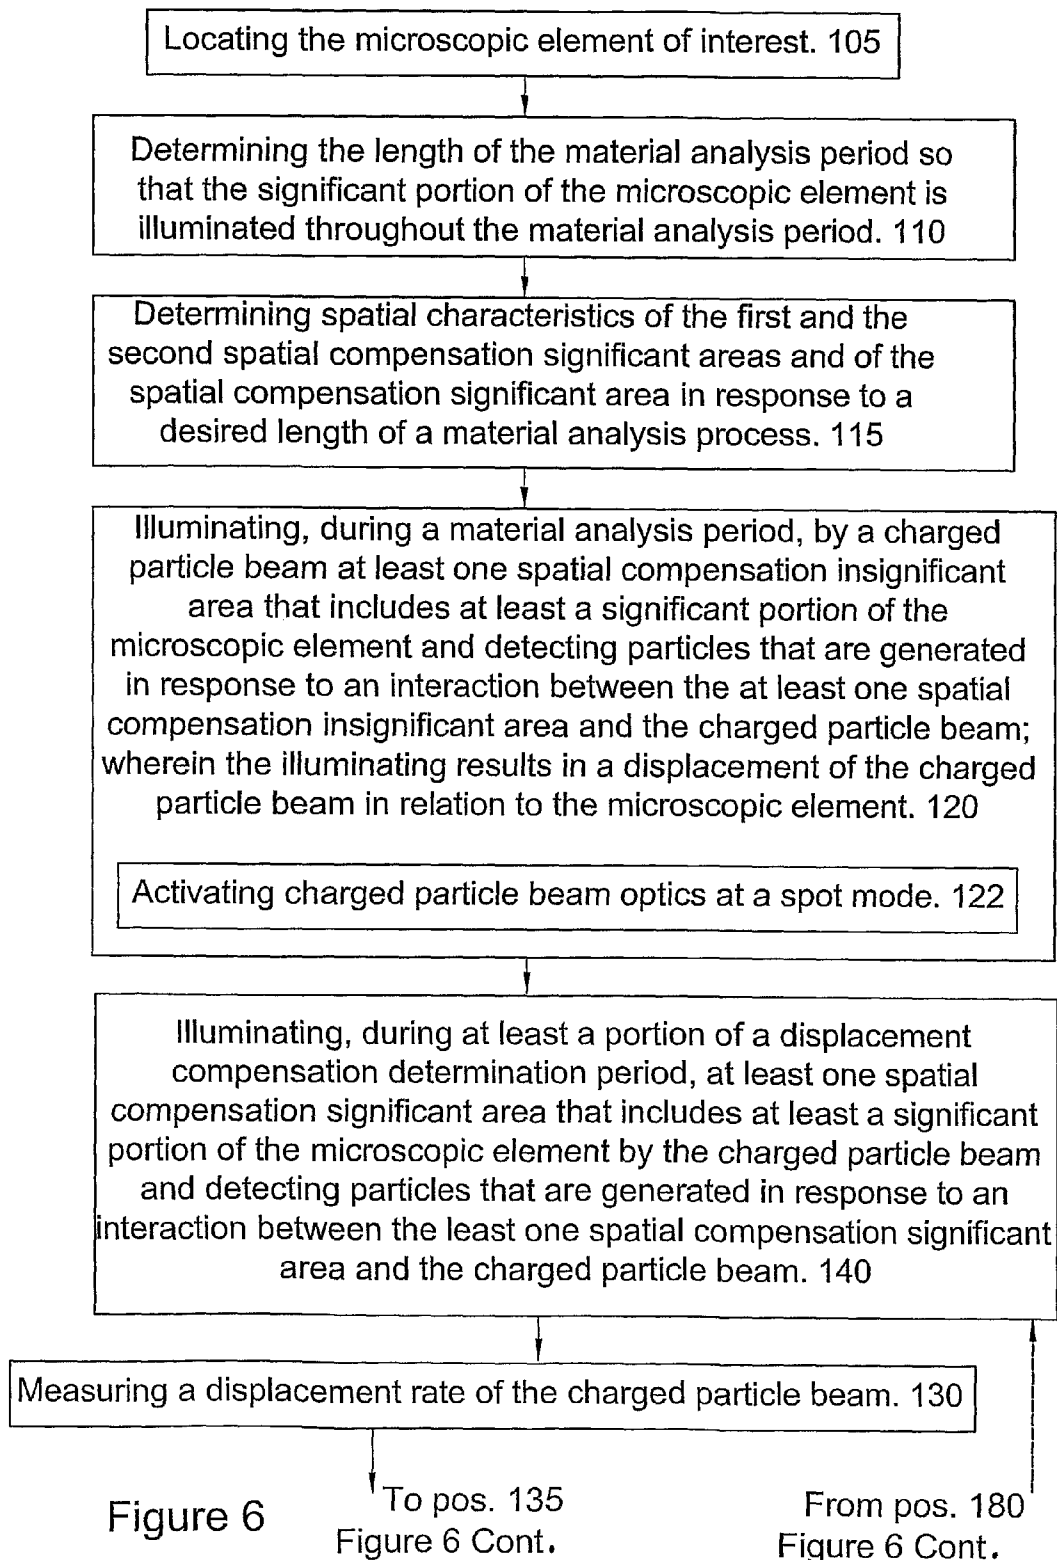 Locating the microscopic element of interest. 105
Determining the length of the material analysis period so
that the significant portion of the microscopic element is
illuminated throughout the material analysis period. 110
Determining spatial characteristics of the first and the
second spatial compensation significant areas and of the
spatial compensation significant area in response to a
desired length of a material analysis process. 115
Illuminating, during a material analysis period, by a charged
particle beam at least one spatial compensation insignificant
area that includes at least a significant portion of the
microscopic element and detecting particles that are generated
in response to an interaction between the at least one spatial
compensation insignificant area and the charged particle beam;
wherein the illuminating results in a displacement of the charged
particle beam in relation to the microscopic element. 120
Activating charged particle beam optics at a spot mode. 122
Illuminating, during at least a portion of a displacement
compensation determination period, at least one spatial
compensation significant area that includes at least a significant
portion of the microscopic element by the charged particle beam
and detecting particles that are generated in response to an
interaction between the least one spatial compensation significant
area and the charged particle beam. 140
Measuring a displacement rate of the charged particle beam. 130
To pos. 135
Figure 6 Cont.
From pos. 180
Figure 6 Cont.
Figure 6